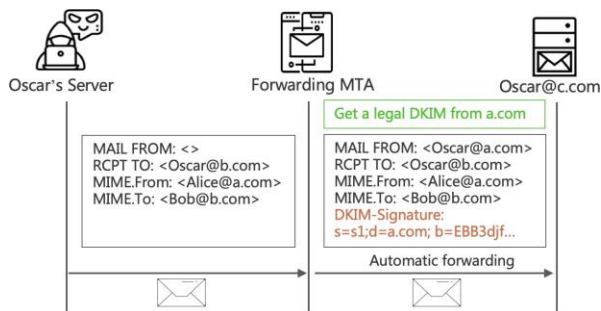 Oscar's Server
Forwarding MTA
Oscar@c.com
Get a legal DKIM from a.com
MAIL FROM: <>
RCPT TO: <Oscar@b.com>
MIME.From: <Alice@a.com>
MIME.To: <Bob@b.com>
MAIL FROM: <Oscar@a.com>
RCPT TO: <Oscar@b.com>
MIME.From: <Alice@a.com>
MIME.To: <Bob@b.com>
DKIM-Signature:
s=s1;d=a.com; b=EBB3djf...
Automatic forwarding